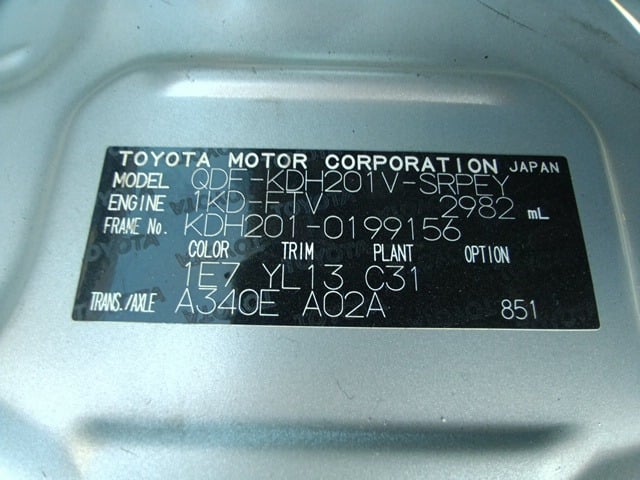 TOYOTA MOTOR CORPORATION JAPAN
MODEL QDF-KDH201V-SRPEY
ENGINE 1KD-FTV 2982 mL
FRAME No. KDH201-0199156
COLOR TRIM PLANT OPTION
1E7 YL13 C31
TRANS./AXLE A340E A02A 851